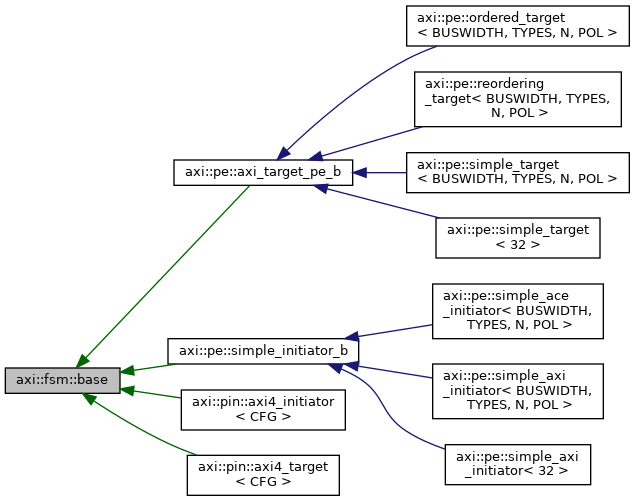 axi::pe::ordered_target
< BUSWIDTH, TYPES, N, POL >
axi::pe::reordering
_target< BUSWIDTH, TYPES,
N, POL >
axi::pe::axi_target_pe_b
axi::pe::simple_target
< BUSWIDTH, TYPES, N, POL >
axi::pe::simple_target
< 32 >
axi::pe::simple_ace
_initiator< BUSWIDTH,
TYPES, N, POL >
axi::pe::simple_initiator_b
axi::fsm::base
axi::pe::simple_axi
_initiator< BUSWIDTH,
TYPES, N, POL >
axi::pin::axi4_initiator
< CFG >
axi::pe::simple_axi
_initiator< 32 >
axi::pin::axi4_target
< CFG >